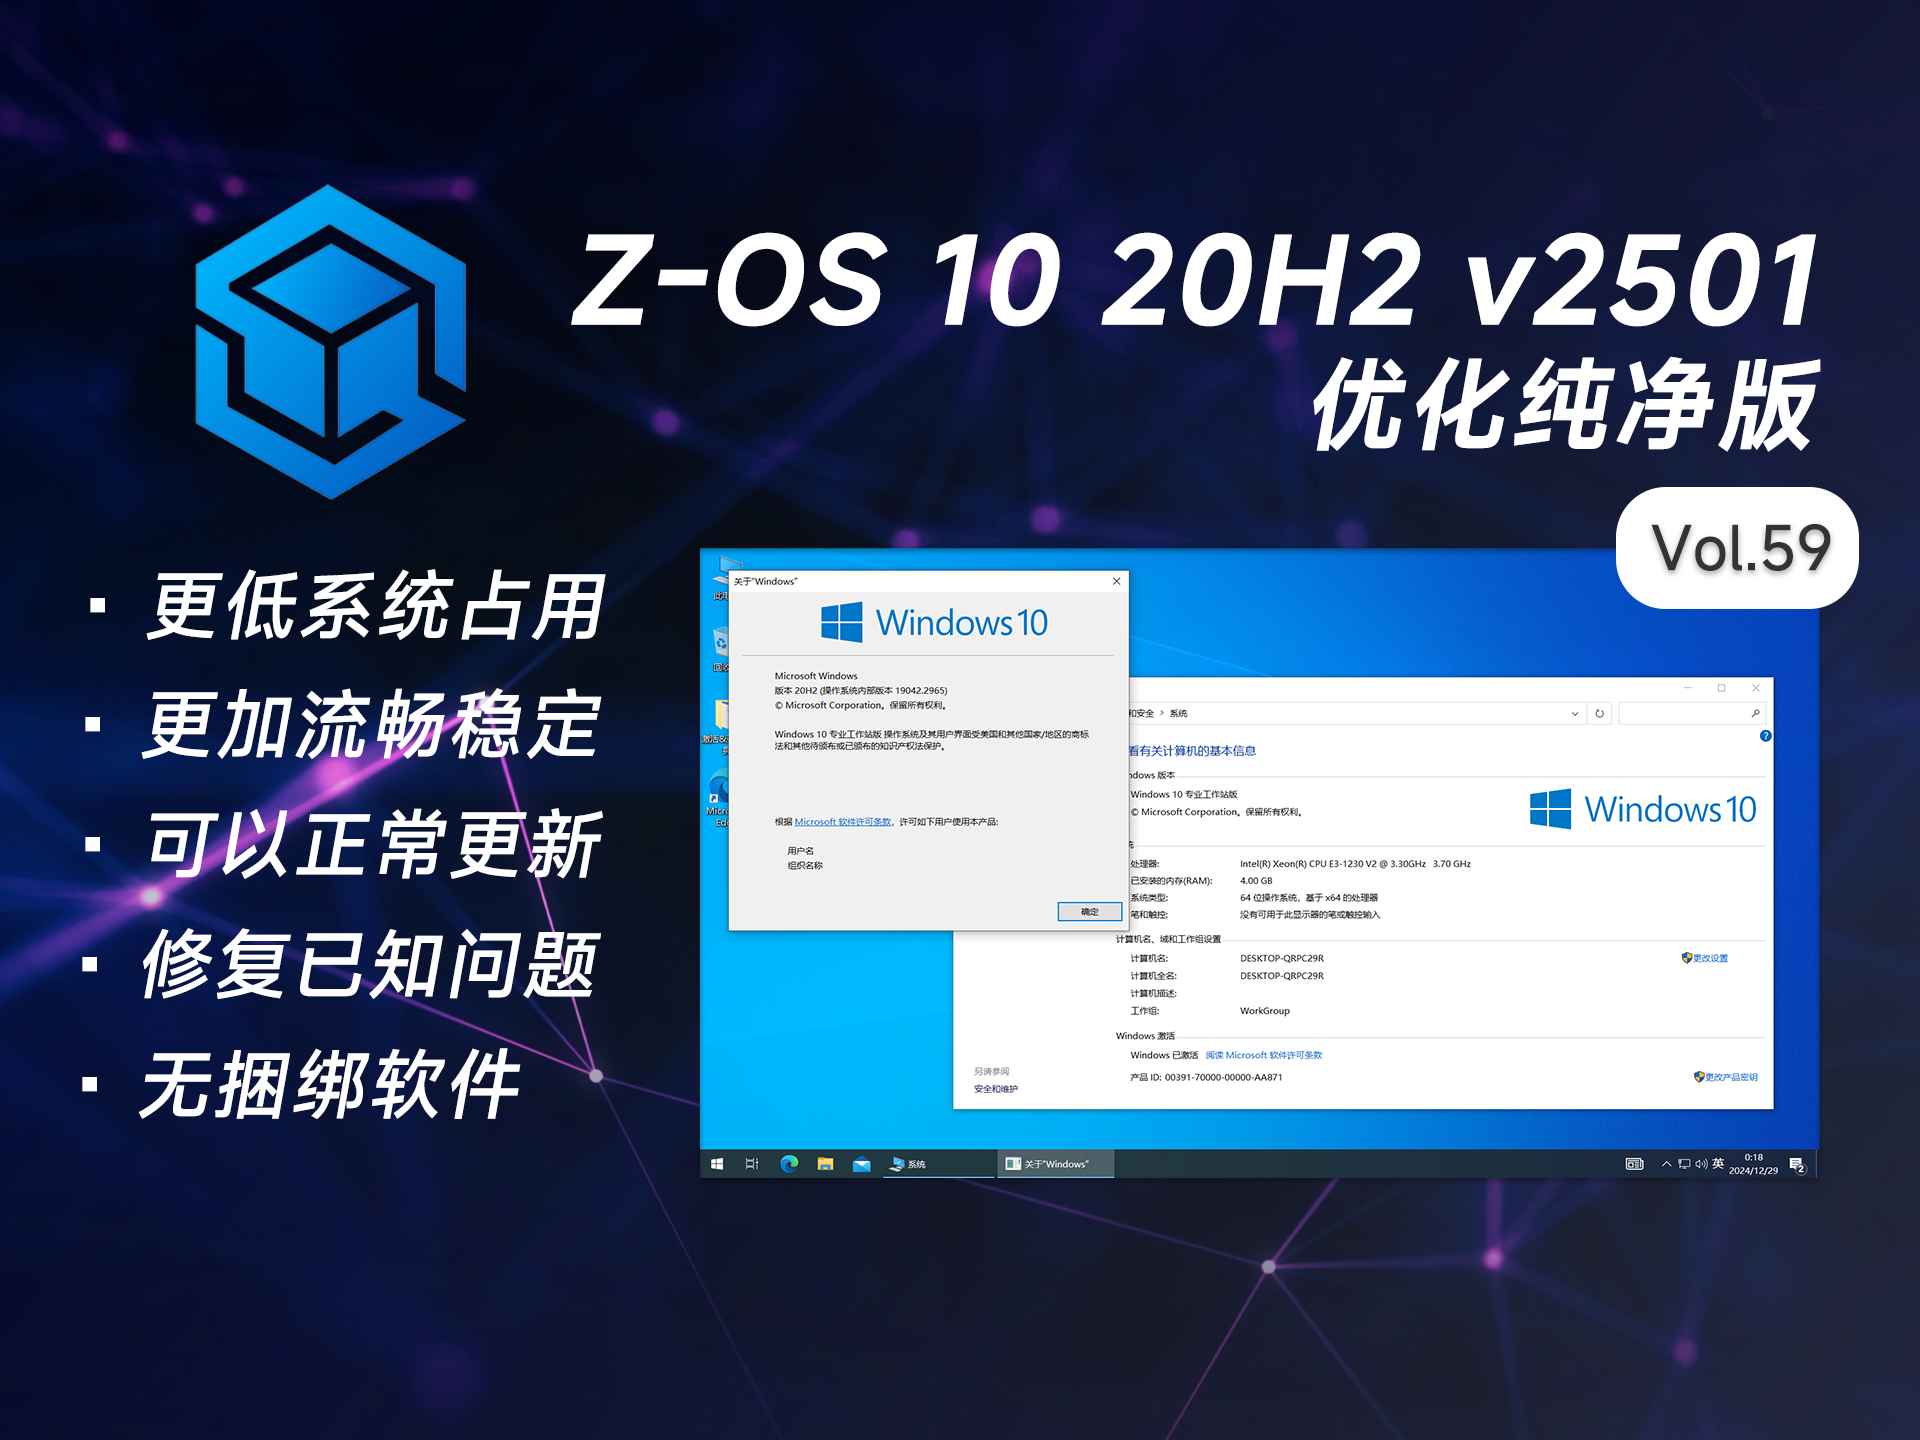 Z-OS 10 20H2 v2501
优化纯净版
Vol.59
· 更低系统占用
· 更加流畅稳定
· 可以正常更新
· 修复已知问题
· 无捆绑软件
关于"Windows"
Windows 10
Microsoft Windows
版本 20H2 (操作系统内部版本 19042.2965)
© Microsoft Corporation。保留所有权利。
Windows 10 专业工作站版 操作系统及其用户界面受美国和其他国家/地区的商标
法和其他待颁布或已颁布的知识产权法保护。
根据 Microsoft 软件许可条款，许可如下用户使用本产品:
用户名
组织名称
确定
和安全 > 系统
看有关计算机的基本信息
ndows 版本
Windows 10 专业工作站版
© Microsoft Corporation。保留所有权利。
Windows 10
处理器: Intel(R) Xeon(R) CPU E3-1230 V2 @ 3.30GHz 3.70 GHz
已安装的内存(RAM): 4.00 GB
系统类型: 64 位操作系统，基于 x64 的处理器
笔和触控: 没有可用于此显示器的笔或触控输入
计算机名、域和工作组设置
计算机名: DESKTOP-QRPC29R
更改设置
计算机全名: DESKTOP-QRPC29R
计算机描述:
工作组: WorkGroup
Windows 激活
Windows 已激活 阅读 Microsoft 软件许可条款
产品 ID: 00391-70000-00000-AA871
更改产品密钥
另请参阅
安全和维护
系统
关于"Windows"
英
0:18
2024/12/29
2